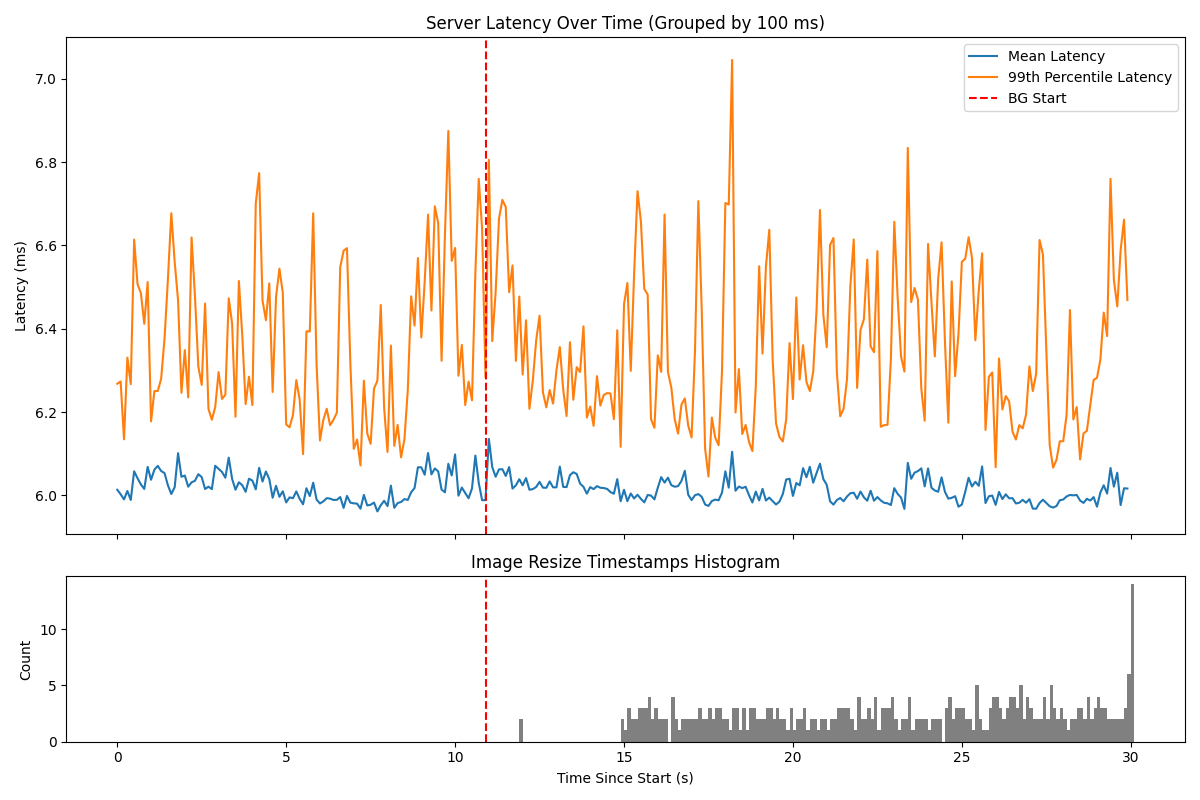 Server Latency Over Time (Grouped by 100 ms)
Mean Latency
99th Percentile Latency
BG Start
Latency (ms)
7.0
6.8
6.6
6.4
6.2
6.0
Image Resize Timestamps Histogram
Count
10
5
0
0 5 10 15 20 25 30
Time Since Start (s)